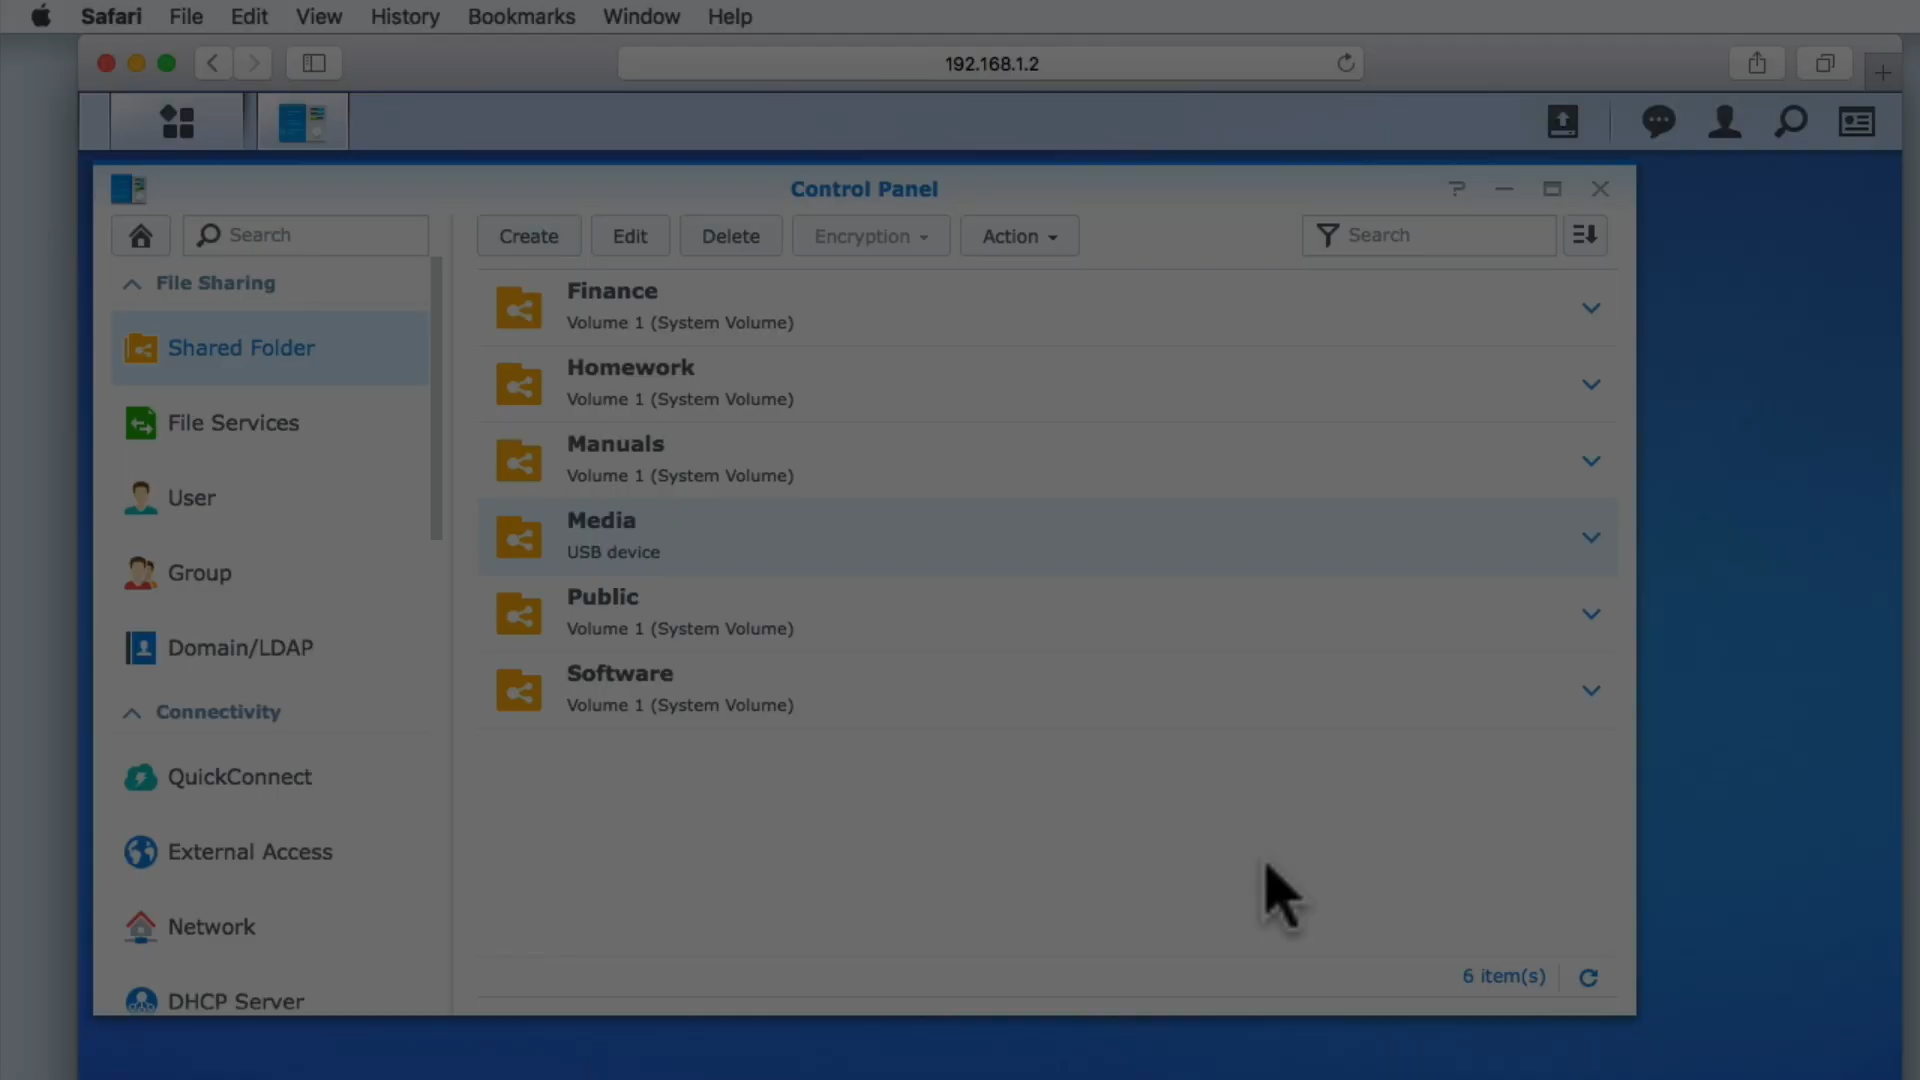 Safari File Edit View History Bookmarks Window Help
192.168.1.2
Control Panel
Search
Create Edit Delete Encryption Action Search
File Sharing
Shared Folder
File Services
User
Group
Domain/LDAP
Connectivity
QuickConnect
External Access
Network
DHCP Server
Finance
Volume 1 (System Volume)
Homework
Volume 1 (System Volume)
Manuals
Volume 1 (System Volume)
Media
USB device
Public
Volume 1 (System Volume)
Software
Volume 1 (System Volume)
6 item(s)